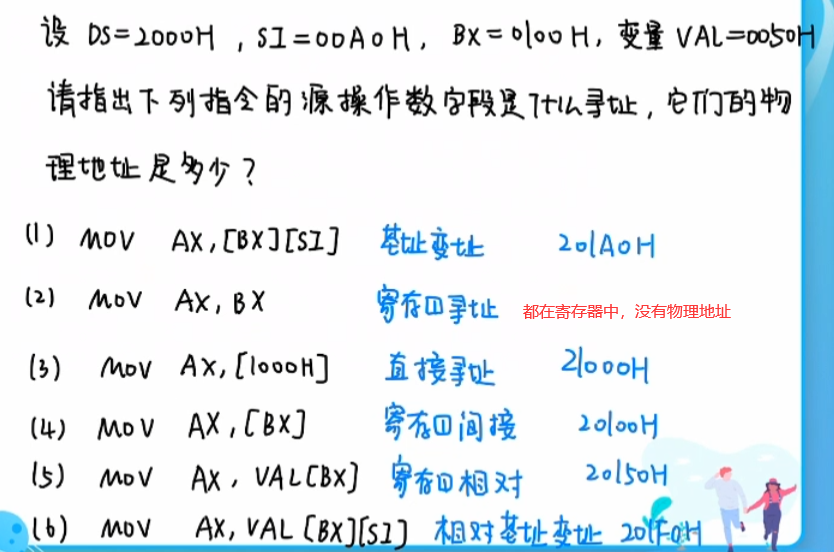 设 DS=2000H , SI=00A0H, BX=0100H, 变量 VAL=0050H
请指出下列指令的源操作数字段是什么寻址, 它们的物
理地址是多少?
(1) MOV AX,[BX][SI] 基址变址 201A0H
(2) MOV AX, BX 寄存口寻址 都在寄存器中，没有物理地址
(3) MOV AX,[1000H] 直接寻址 21000H
(4) MOV AX,[BX] 寄存口间接 20100H
(5) MOV AX, VAL[BX] 寄存口相对 20150H
(6) MOV AX, VAL [BX][SI] 相对基址变址 201F0H